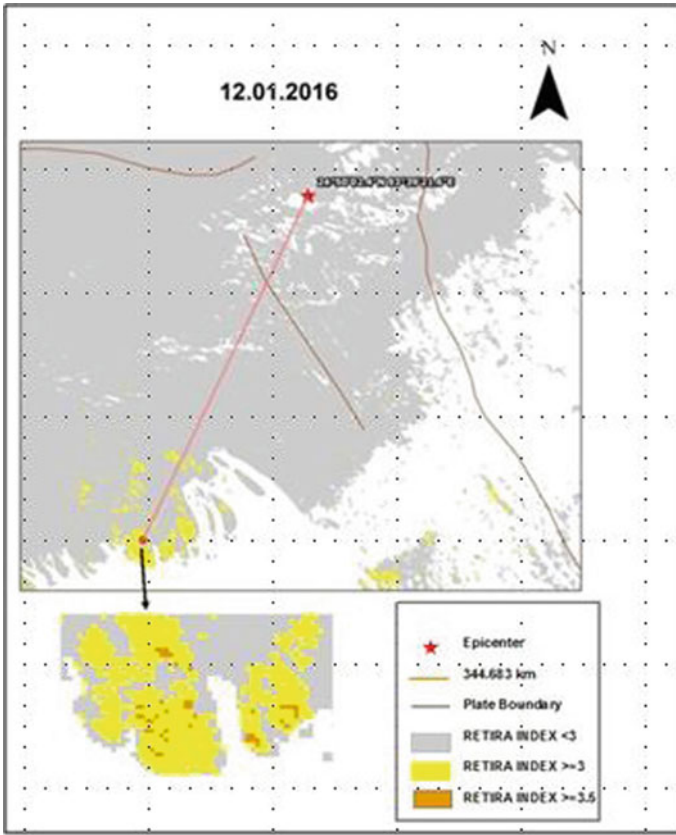 N
12.01.2016
Epicenter
344.683 km
Plate Boundary
RETIRA INDEX <3
RETIRA INDEX >=3
RETIRA INDEX >=3.5